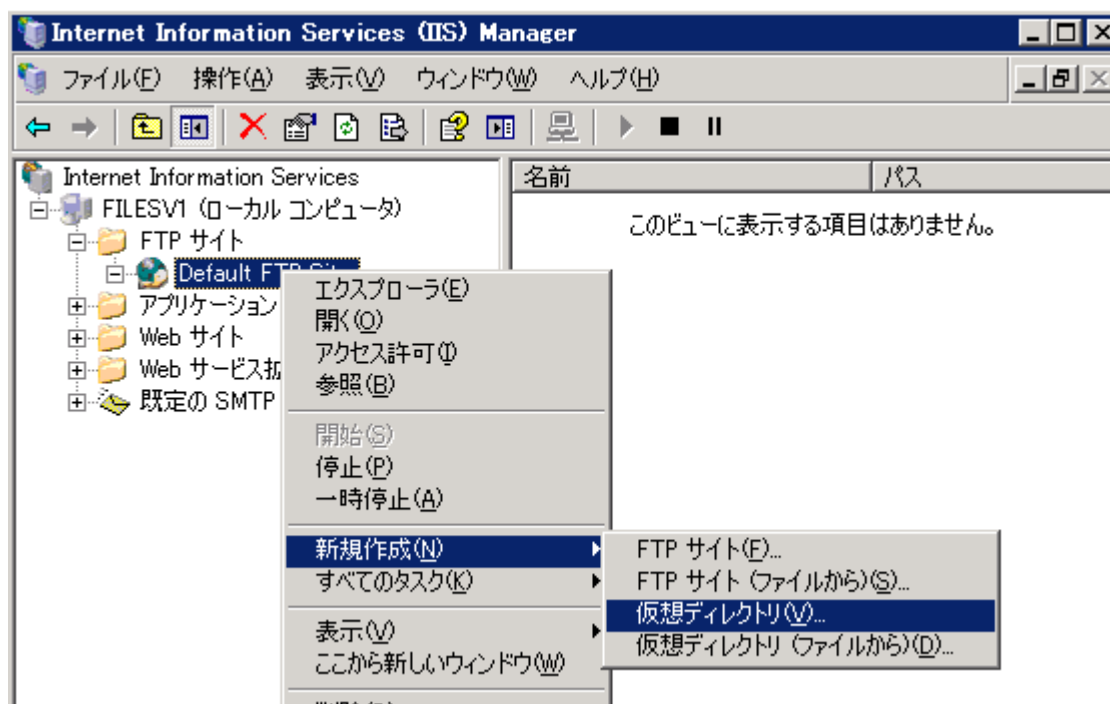 Internet Information Services (IIS) Manager
ファイル(F) 操作(A) 表示(V) ウィンドウ(W) ヘルプ(H)
Internet Information Services
FILESV1 (ローカル コンピュータ)
FTP サイト
Default FTP
アプリケーション
Web サイト
Web サービス拡
既定の SMTP
名前 パス
このビューに表示する項目はありません。
エクスプローラ(E)
開く(O)
アクセス許可(I)
参照(B)
開始(S)
停止(P)
一時停止(A)
新規作成(N)
すべてのタスク(K)
表示(V)
ここから新しいウィンドウ(W)
FTP サイト(F)...
FTP サイト (ファイルから)(S)...
仮想ディレクトリ(V)...
仮想ディレクトリ (ファイルから)(D)...